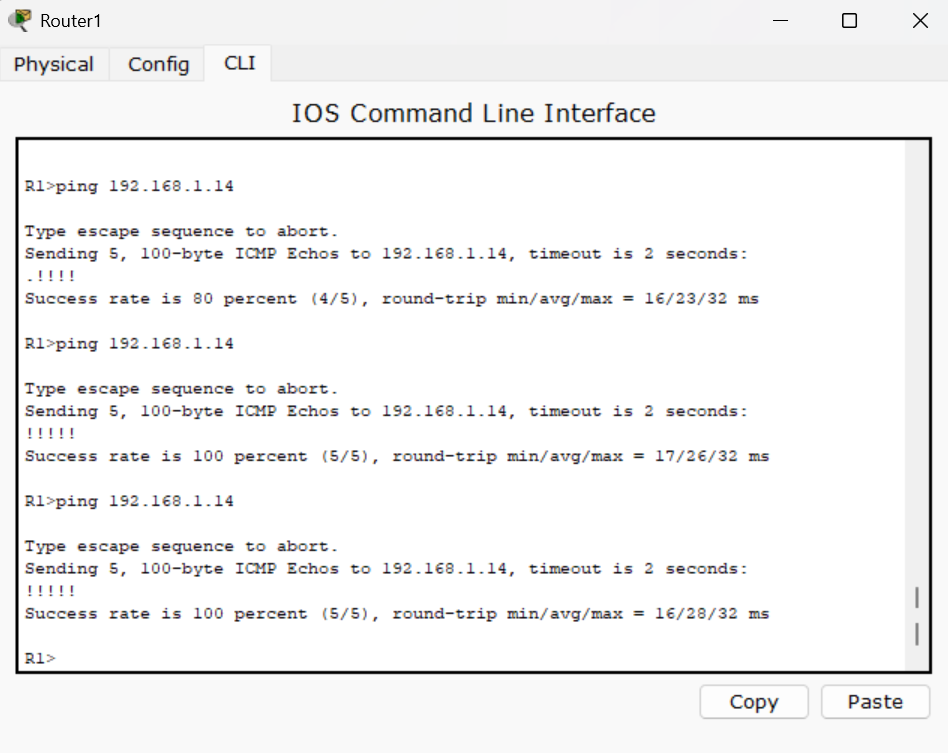 Router1
Physical Config CLI
IOS Command Line Interface
R1>ping 192.168.1.14
Type escape sequence to abort.
Sending 5, 100-byte ICMP Echos to 192.168.1.14, timeout is 2 seconds:
.!!!!
Success rate is 80 percent (4/5), round-trip min/avg/max = 16/23/32 ms
R1>ping 192.168.1.14
Type escape sequence to abort.
Sending 5, 100-byte ICMP Echos to 192.168.1.14, timeout is 2 seconds:
!!!!!
Success rate is 100 percent (5/5), round-trip min/avg/max = 17/26/32 ms
R1>ping 192.168.1.14
Type escape sequence to abort.
Sending 5, 100-byte ICMP Echos to 192.168.1.14, timeout is 2 seconds:
!!!!!
Success rate is 100 percent (5/5), round-trip min/avg/max = 16/28/32 ms
R1>
Copy Paste